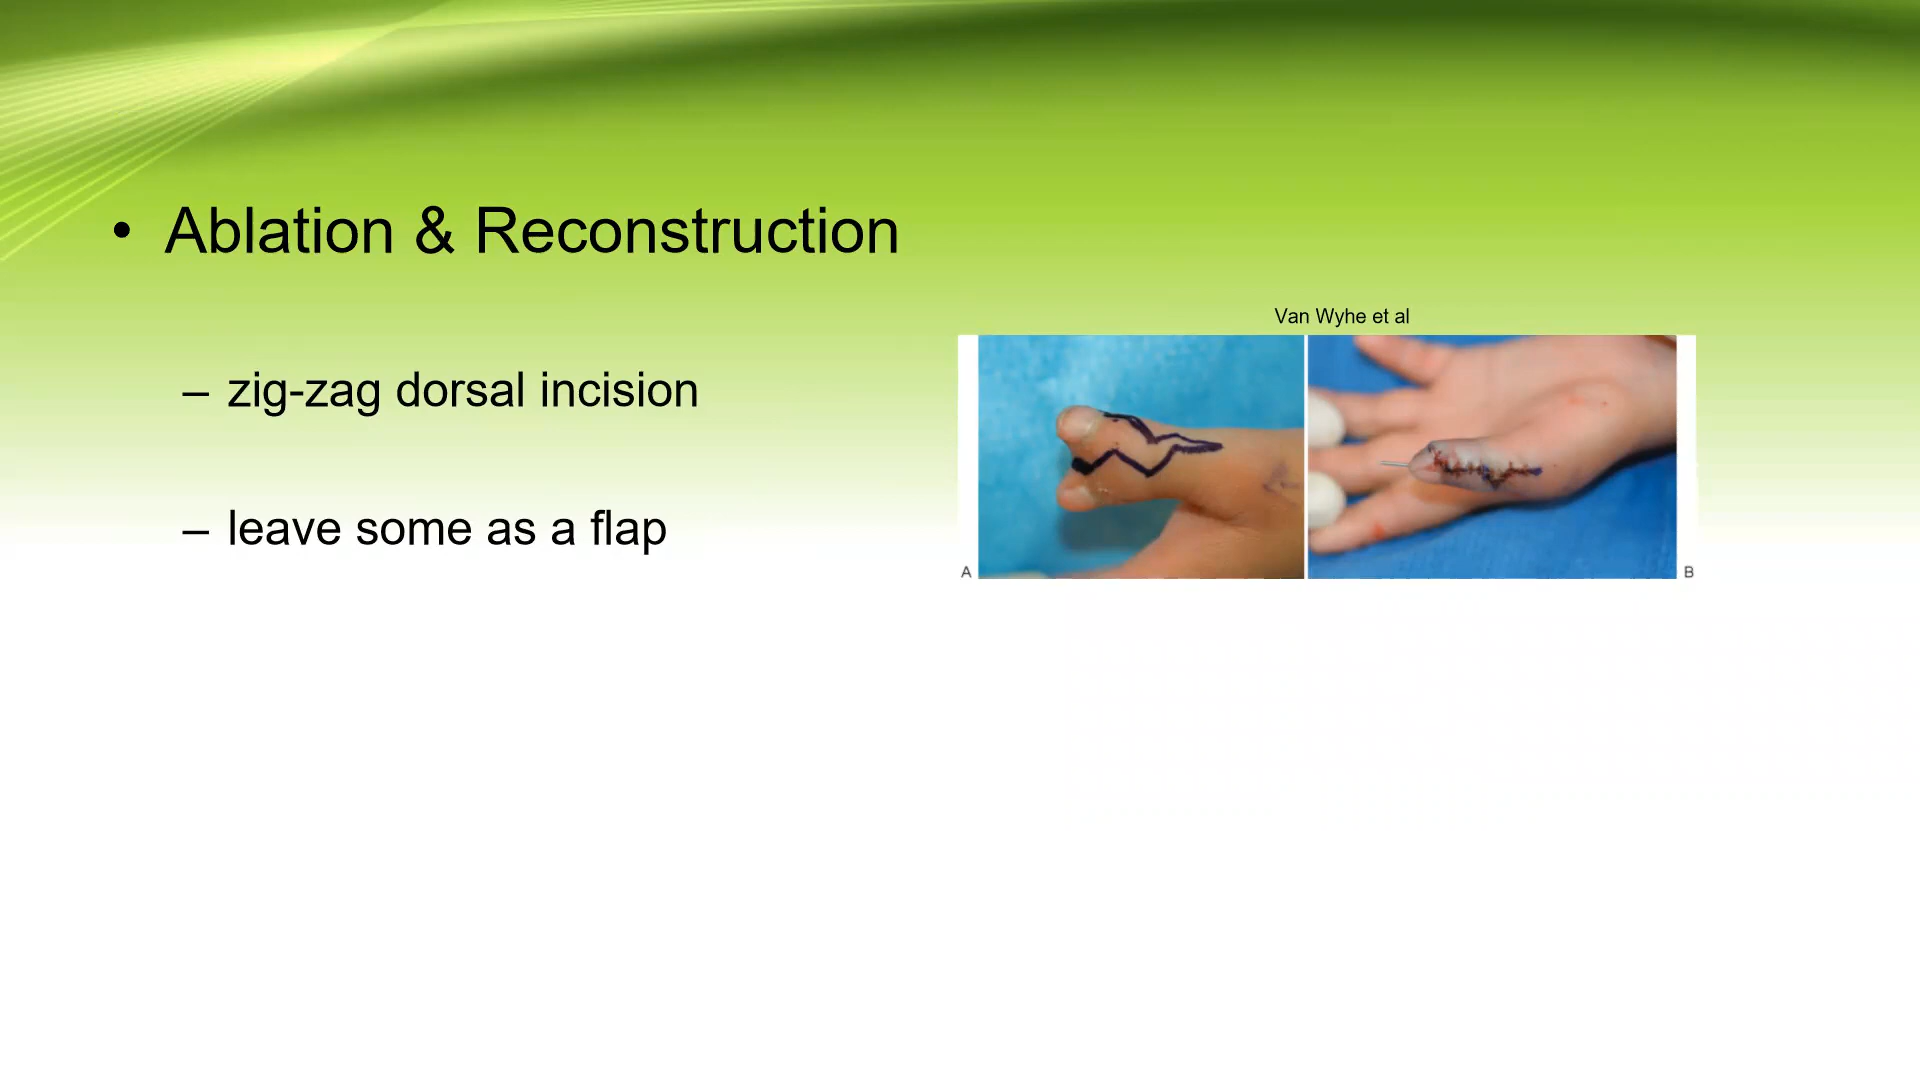 • Ablation & Reconstruction
Van Wyhe et al
– zig-zag dorsal incision
– leave some as a flap
A
B